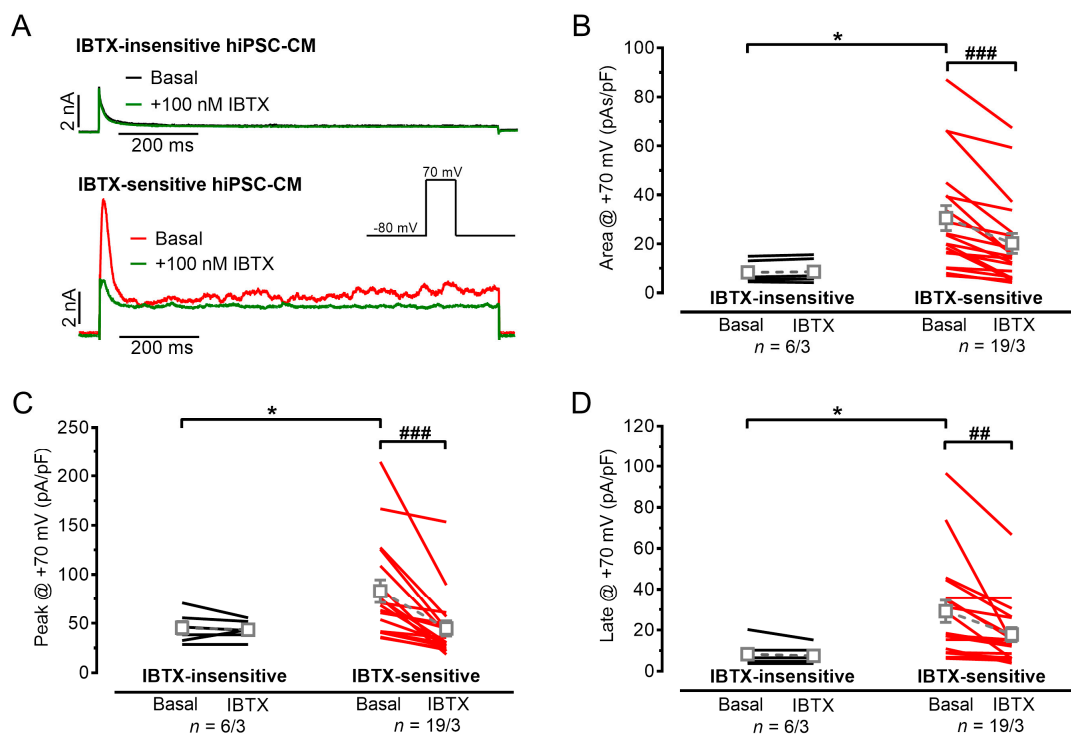 A
IBTX-insensitive hiPSC-CM
Basal
+100 nM IBTX
2 nA
200 ms
IBTX-sensitive hiPSC-CM
70 mV
-80 mV
Basal
+100 nM IBTX
2 nA
200 ms
B
*
###
100
80
60
40
20
0
Area @ +70 mV (pAs/pF)
IBTX-insensitive IBTX-sensitive
Basal IBTX Basal IBTX
n = 6/3 n = 19/3
C
*
###
250
200
150
100
50
0
Peak @ +70 mV (pA/pF)
IBTX-insensitive IBTX-sensitive
Basal IBTX Basal IBTX
n = 6/3 n = 19/3
D
*
##
120
100
80
60
40
20
0
Late @ +70 mV (pA/pF)
IBTX-insensitive IBTX-sensitive
Basal IBTX Basal IBTX
n = 6/3 n = 19/3